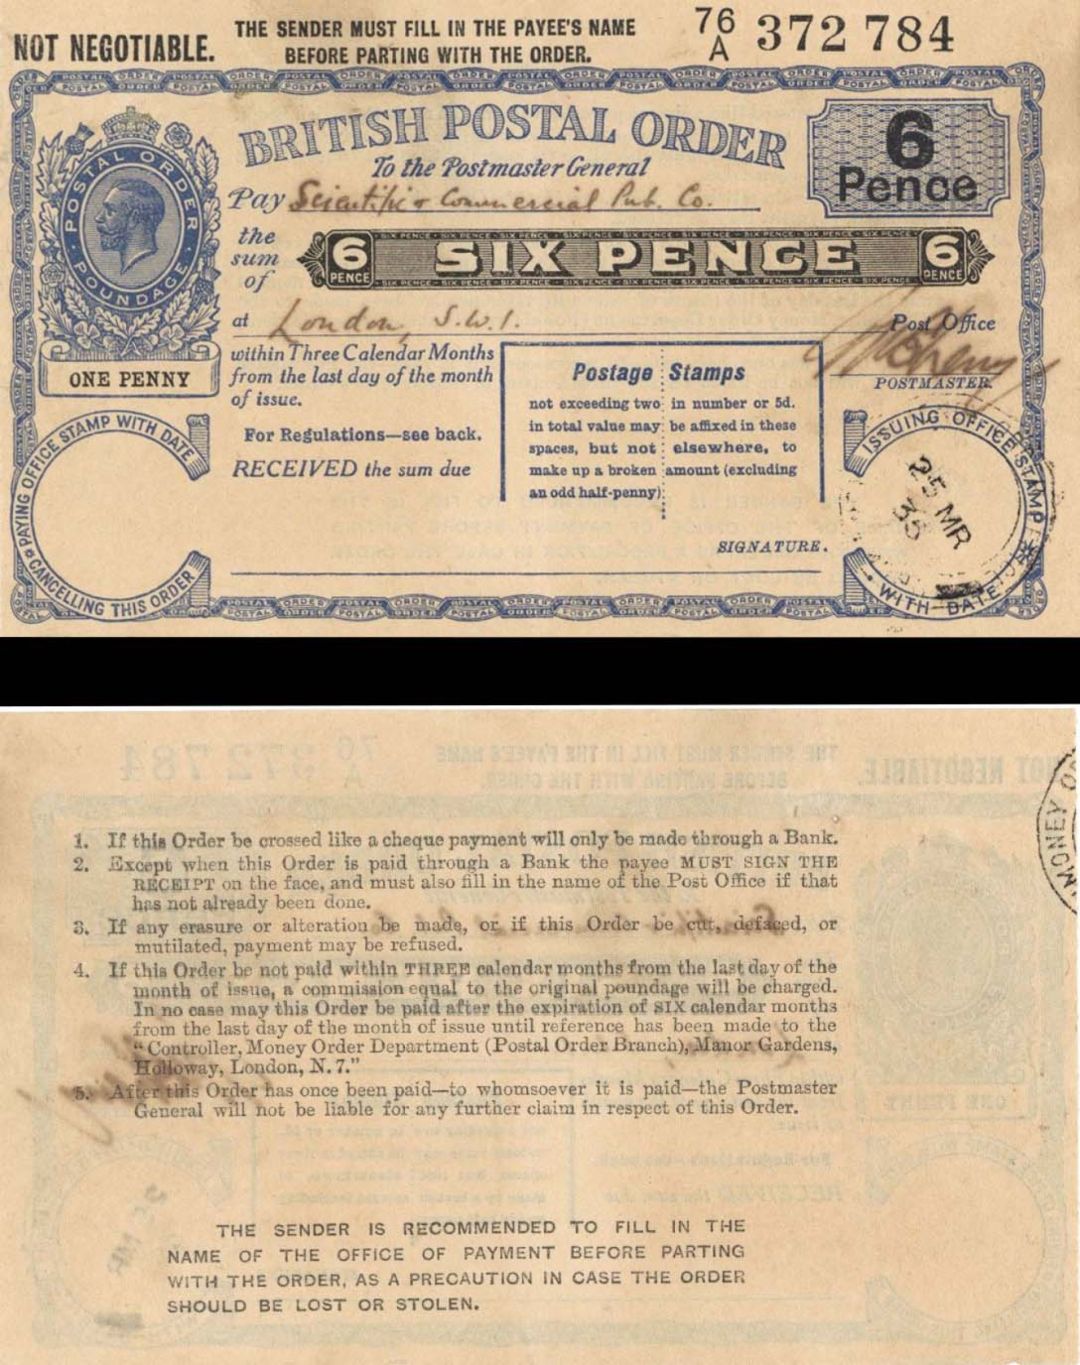 NOT NEGOTIABLE.
THE SENDER MUST FILL IN THE PAYEE'S NAME
BEFORE PARTING WITH THE ORDER.
76
A 372 784
BRITISH POSTAL ORDER
To the Postmaster General
POSTAL ORDER
POUNDAGE
ONE PENNY
6
Pence
Pay Scientific & Commercial Pub. Co.
the
sum
of
6
PENCE
SIX PENCE
6
PENCE
at London, S.W.1. Post Office
POSTMASTER.
within Three Calendar Months
from the last day of the month
of issue.
For Regulations—see back.
RECEIVED the sum due
Postage Stamps
not exceeding two in number or 5d.
in total value may be affixed in these
spaces, but not elsewhere, to
make up a broken amount (excluding
an odd half-penny)
SIGNATURE.
PAYING OFFICE STAMP WITH DATE
CANCELLING THIS ORDER
ISSUING OFFICE STAMP
WITH DATE
25 MR
35
1. If this Order be crossed like a cheque payment will only be made through a Bank.
2. Except when this Order is paid through a Bank the payee MUST SIGN THE
RECEIPT on the face, and must also fill in the name of the Post Office if that
has not already been done.
3. If any erasure or alteration be made, or if this Order be cut, defaced, or
mutilated, payment may be refused.
4. If this Order be not paid within THREE calendar months from the last day of the
month of issue, a commission equal to the original poundage will be charged.
In no case may this Order be paid after the expiration of SIX calendar months
from the last day of the month of issue until reference has been made to the
"Controller, Money Order Department (Postal Order Branch), Manor Gardens,
Holloway, London, N. 7."
5. After this Order has once been paid—to whomsoever it is paid—the Postmaster
General will not be liable for any further claim in respect of this Order.
MONEY O
THE SENDER IS RECOMMENDED TO FILL IN THE
NAME OF THE OFFICE OF PAYMENT BEFORE PARTING
WITH THE ORDER, AS A PRECAUTION IN CASE THE ORDER
SHOULD BE LOST OR STOLEN.